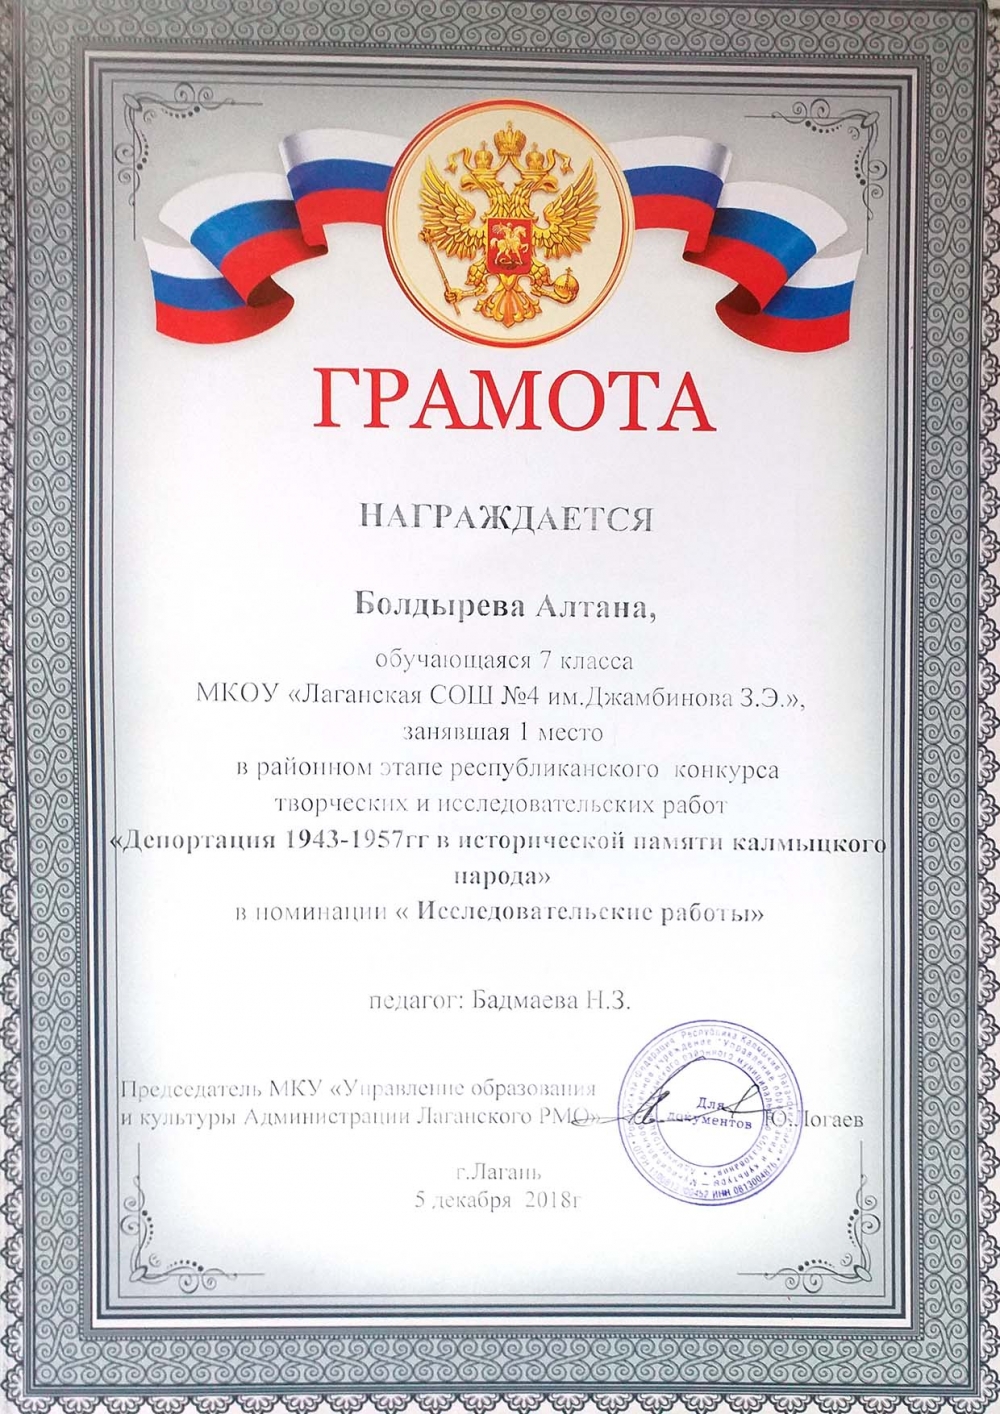 ГРАМОТА
НАГРАЖДАЕТСЯ
Болдырева Алтана,
обучающаяся 7 класса
МКОУ «Лаганская СОШ №4 им.Джамбинова З.Э.»,
занявшая 1 место
в районном этапе республиканского конкурса
творческих и исследовательских работ
«Депортация 1943-1957гг в исторической памяти калмыцкого
народа»
в номинации « Исследовательские работы»
педагог: Бадмаева Н.З.
Председатель МКУ «Управление образования
и культуры Администрации Лаганского РМО»
Логаев
Для
документов
г.Лагань
5 декабря 2018г